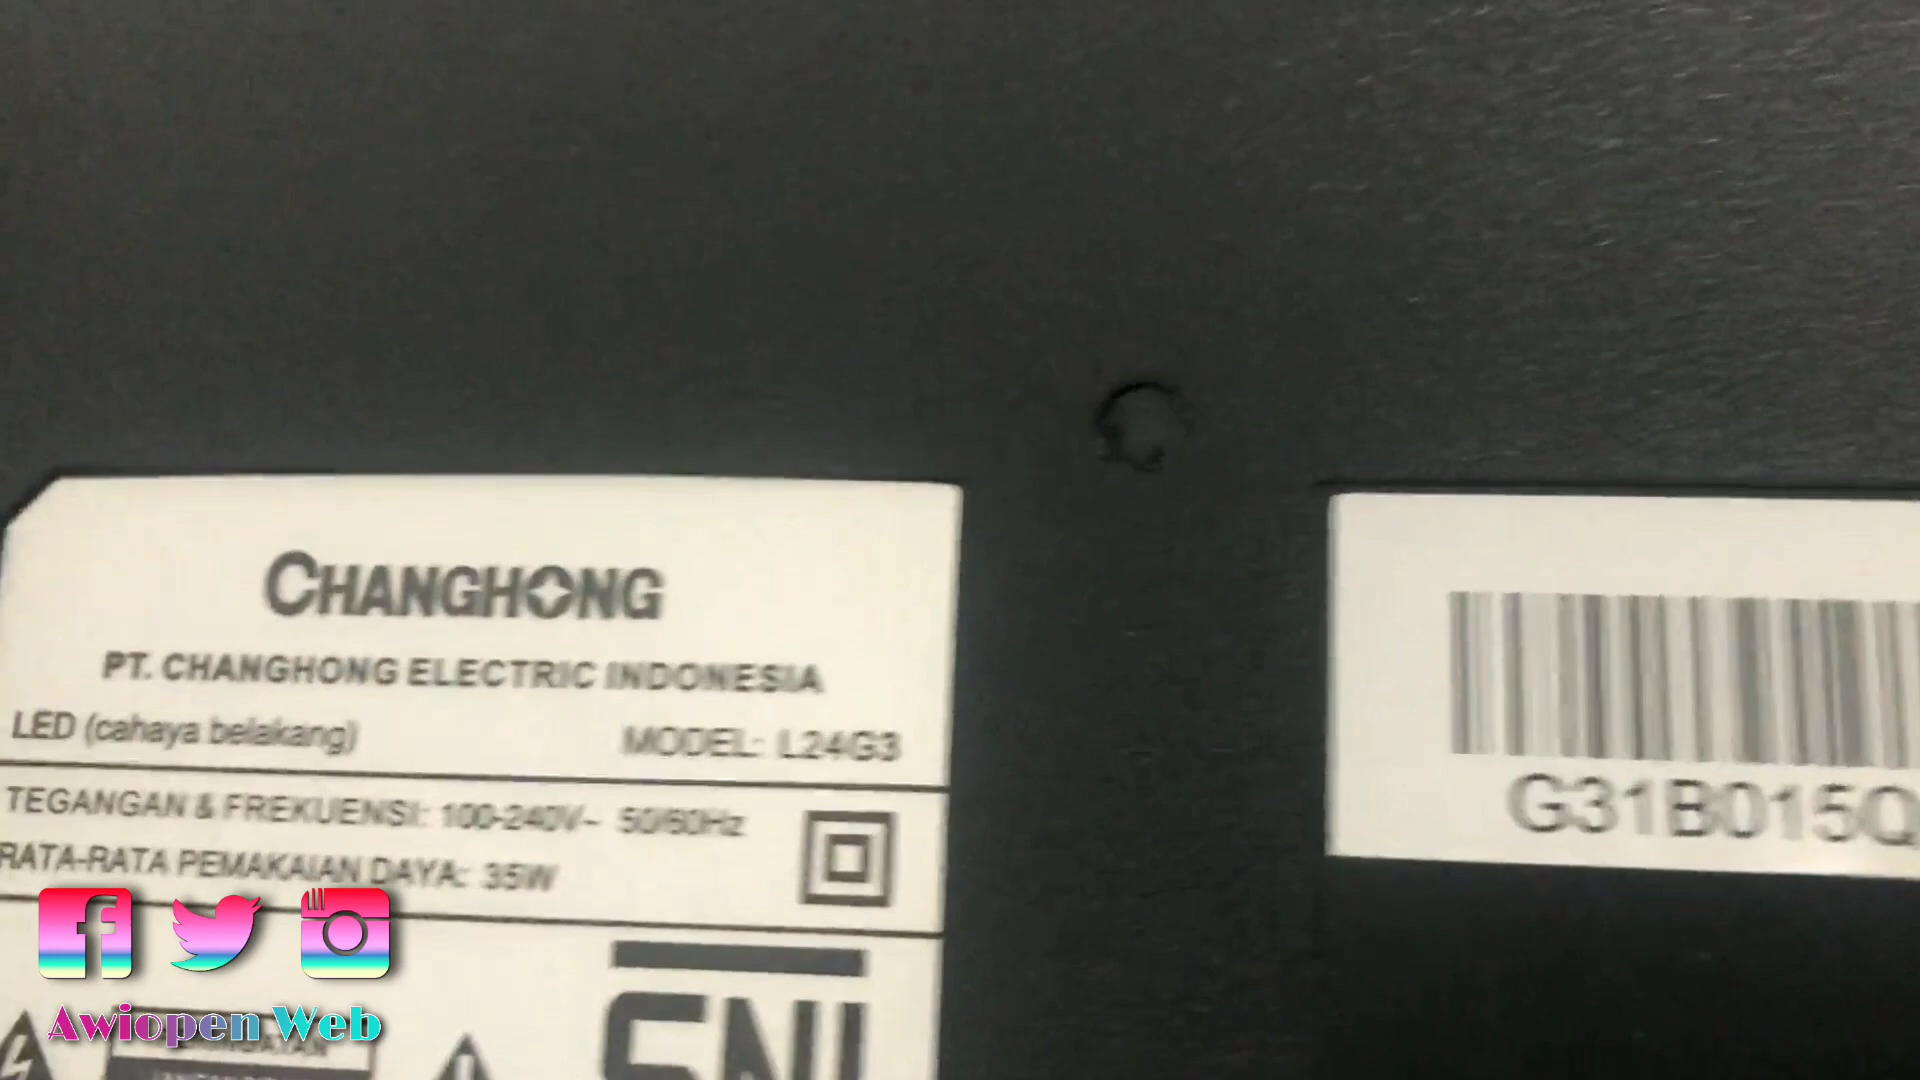 CHANGHONG
PT. CHANGHONG ELECTRIC INDONESIA
LED (cahaya belakang) MODEL: L24G3
TEGANGAN & FREKUENSI: 100-240V~ 50/60Hz
RATA-RATA PEMAKAIAN DAYA: 35W
SNI
G31B015Q
Awiopen Web